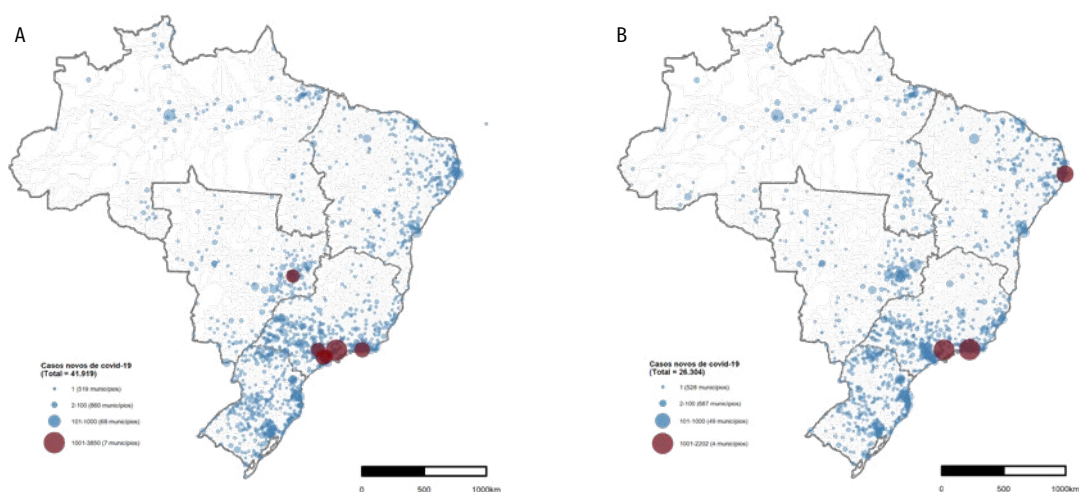 A
Casos novos de covid-19
(Total = 41.919)
1 (519 municípios)
2-100 (860 municípios)
101-1000 (68 municípios)
1001-3850 (7 municípios)
0 500 1000km
B
Casos novos de covid-19
(Total = 26.304)
1 (528 municípios)
2-100 (687 municípios)
101-1000 (49 municípios)
1001-2202 (4 municípios)
0 500 1000km